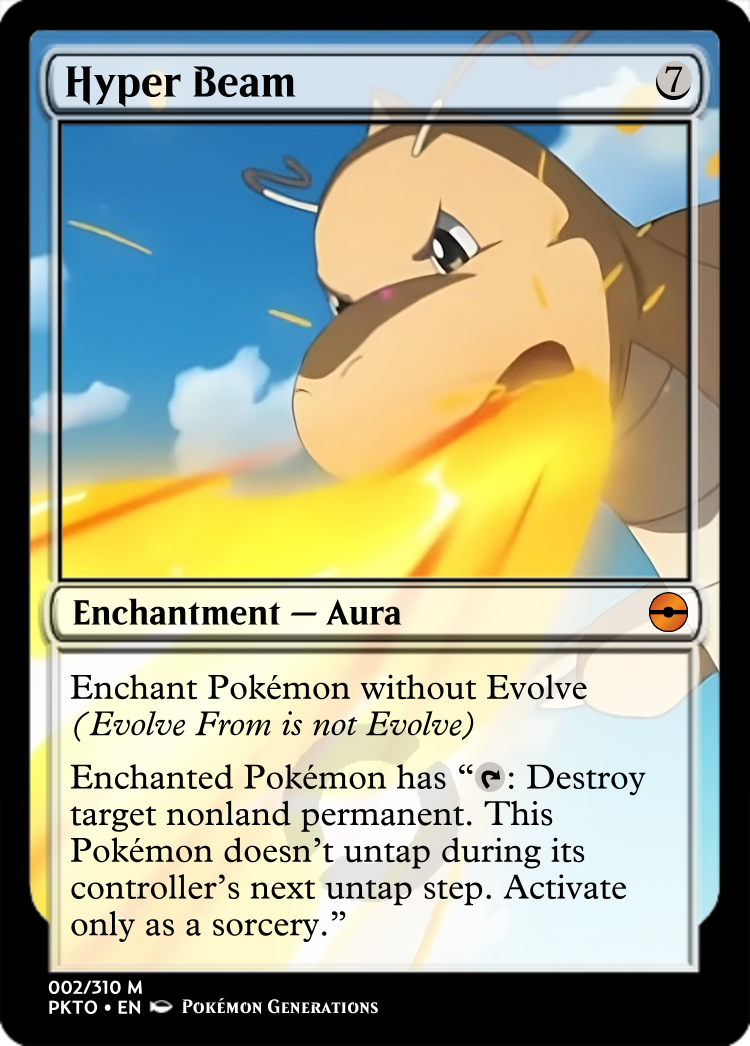 Hyper Beam
7
Enchantment — Aura
Enchant Pokémon without Evolve
(Evolve From is not Evolve)
Enchanted Pokémon has “: Destroy
target nonland permanent. This
Pokémon doesn’t untap during its
controller’s next untap step. Activate
only as a sorcery.”
002/310 M
PKTO • EN Pokémon Generations